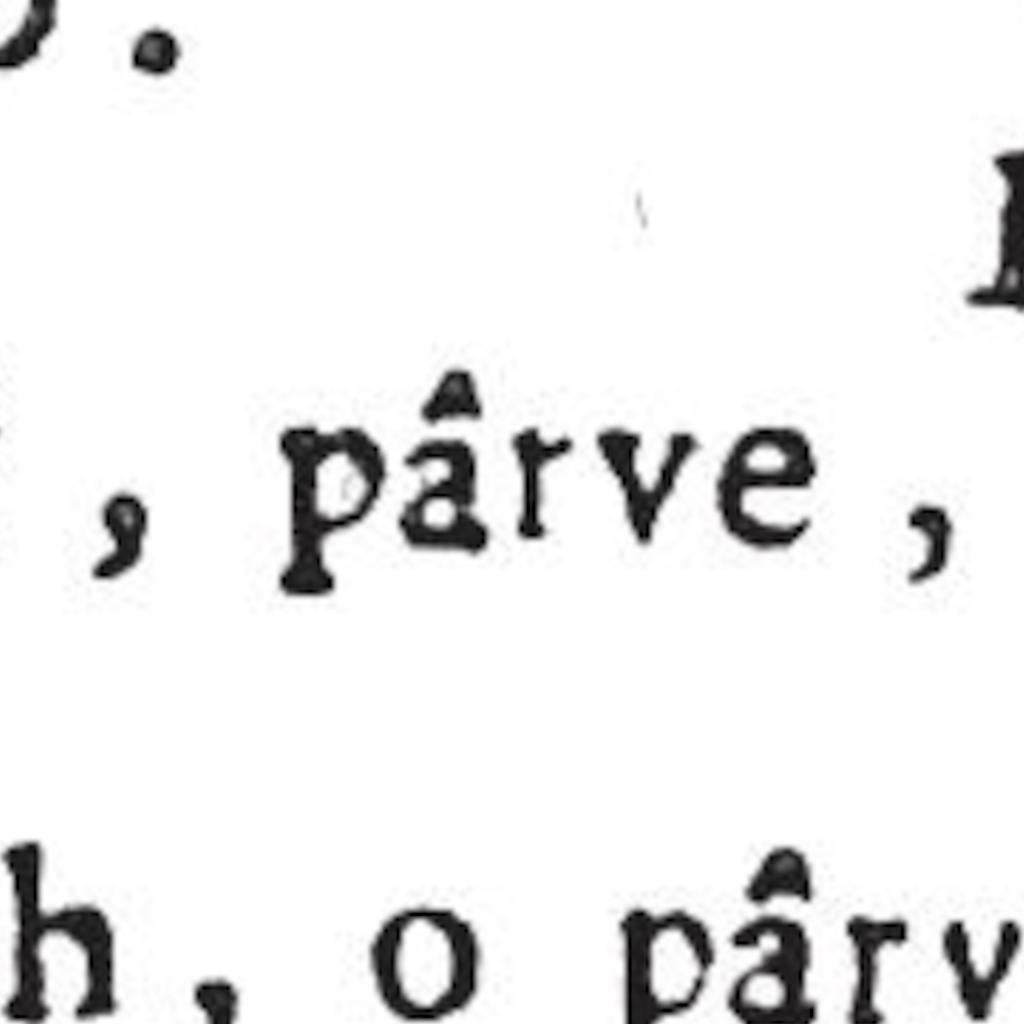 , pârve ,
h, o pârv